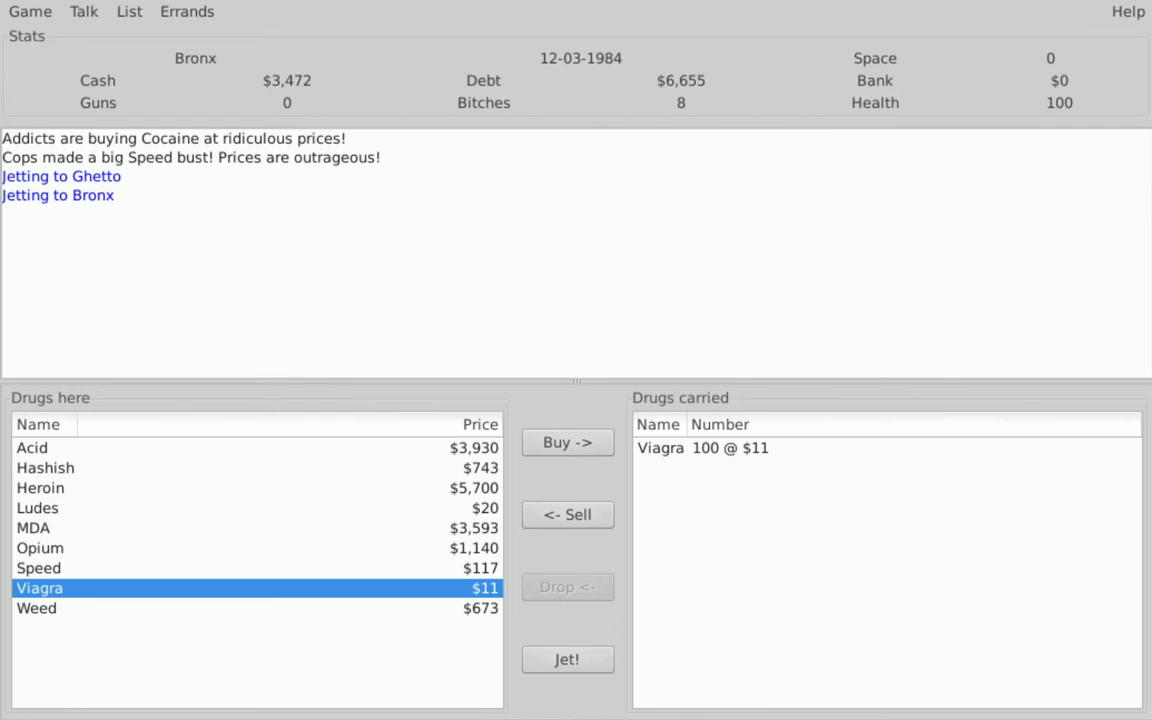 Game Talk List Errands Help
Stats
Bronx 12-03-1984 Space 0
Cash $3,472 Debt $6,655 Bank $0
Guns 0 Bitches 8 Health 100
Addicts are buying Cocaine at ridiculous prices!
Cops made a big Speed bust! Prices are outrageous!
Jetting to Ghetto
Jetting to Bronx
Drugs here
Name Price
Acid $3,930
Hashish $743
Heroin $5,700
Ludes $20
MDA $3,593
Opium $1,140
Speed $117
Viagra $11
Weed $673
Buy ->
<- Sell
Drop <-
Jet!
Drugs carried
Name Number
Viagra 100 @ $11